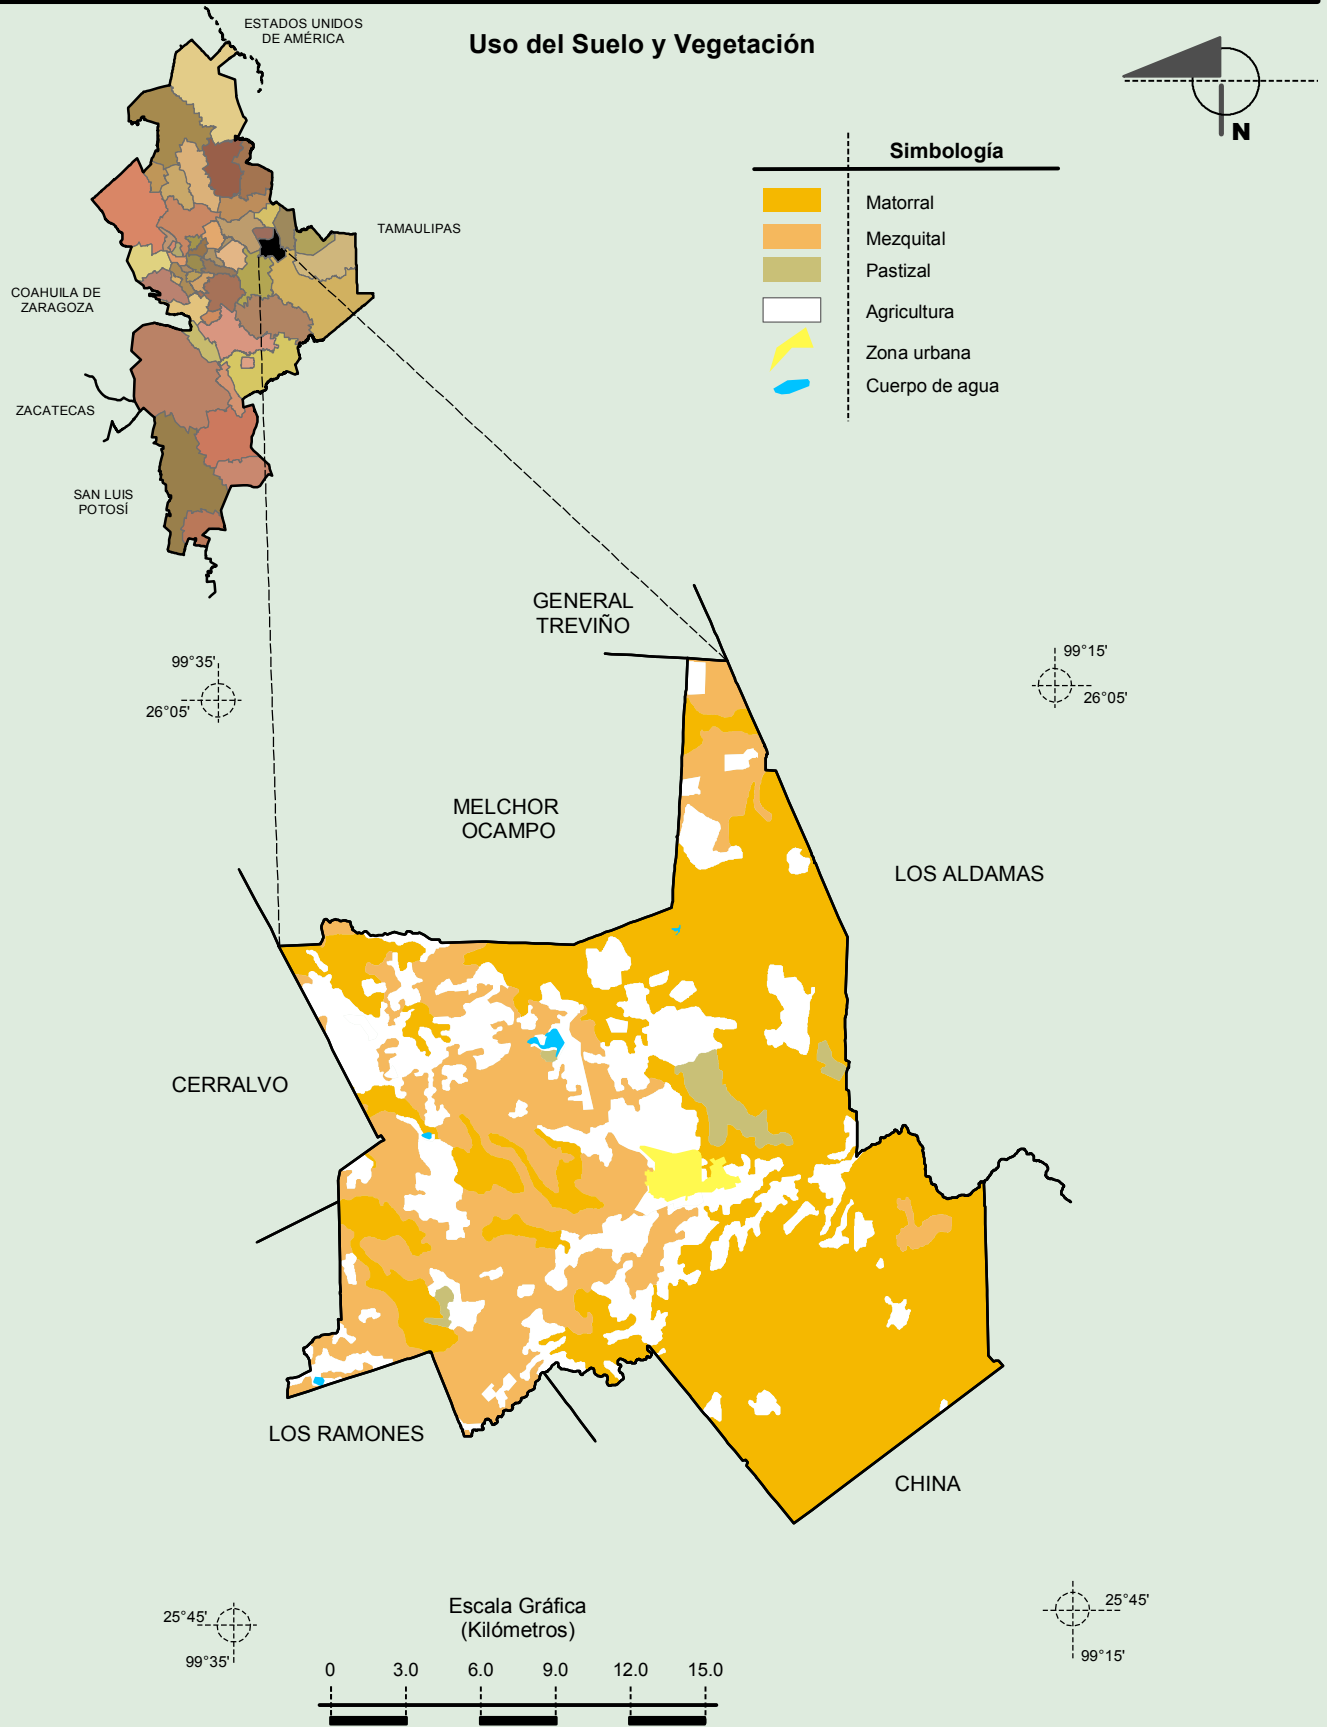 Uso del Suelo y Vegetación
ESTADOS UNIDOS
DE AMÉRICA
TAMAULIPAS
COAHUILA DE
ZARAGOZA
ZACATECAS
SAN LUIS
POTOSÍ
N
Simbología
Matorral
Mezquital
Pastizal
Agricultura
Zona urbana
Cuerpo de agua
GENERAL
TREVIÑO
99°35'
26°05'
99°15'
26°05'
MELCHOR
OCAMPO
LOS ALDAMAS
CERRALVO
LOS RAMONES
CHINA
25°45'
99°35'
25°45'
99°15'
Escala Gráfica
(Kilómetros)
0 3.0 6.0 9.0 12.0 15.0